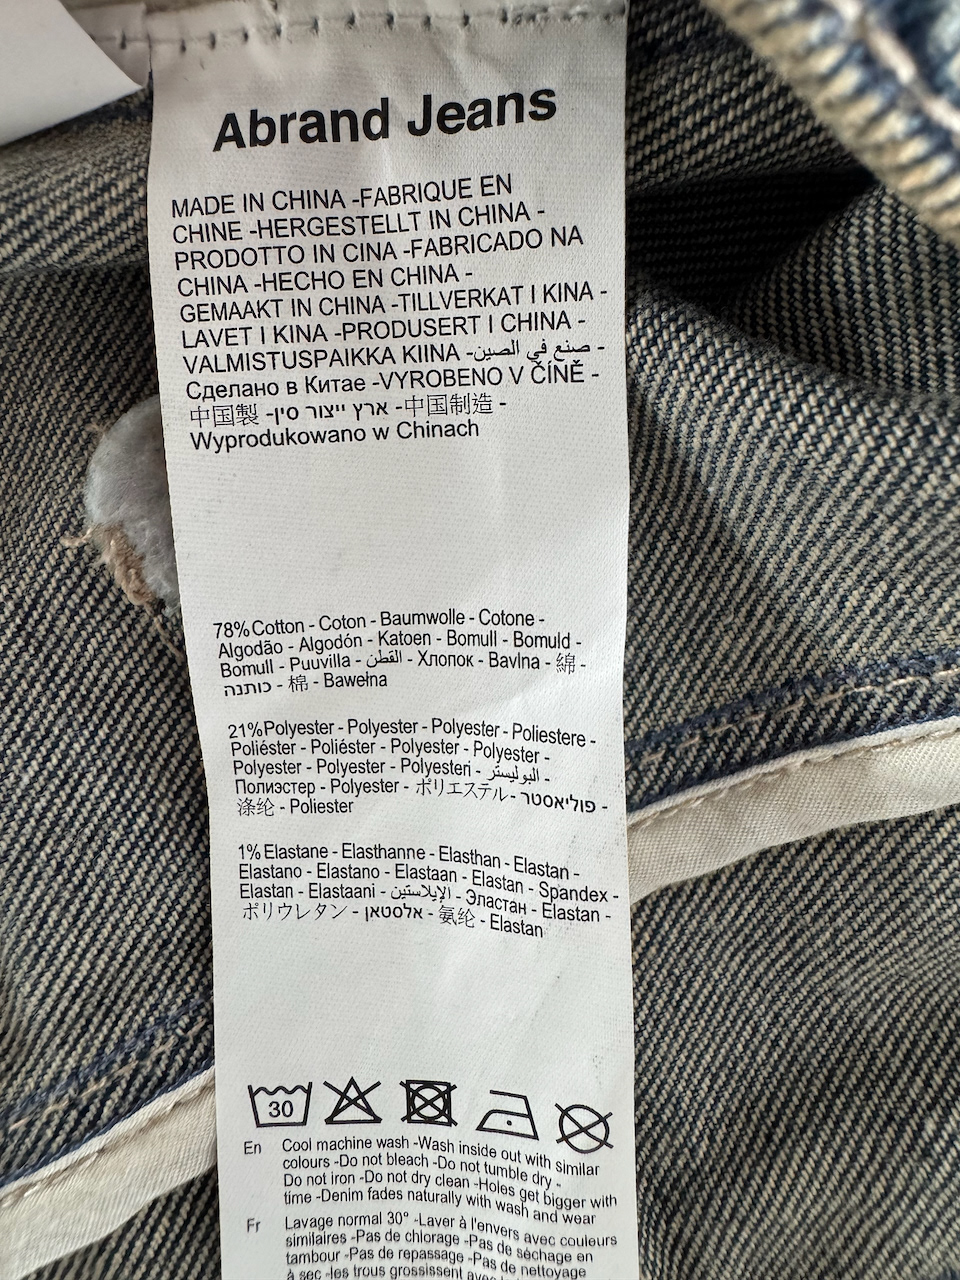 Abrand Jeans
MADE IN CHINA -FABRIQUE EN
CHINE -HERGESTELLT IN CHINA -
PRODOTTO IN CINA -FABRICADO NA
CHINA -HECHO EN CHINA -
GEMAAKT IN CHINA -TILLVERKAT I KINA -
LAVET I KINA -PRODUSERT I CHINA -
VALMISTUSPAIKKA KIINA -صنع في الصين -
Сделано в Китае -VYROBENO V ČÍNĚ -
中国製 -ארץ ייצור סין -中国制造 -
Wyprodukowano w Chinach
78%Cotton - Coton - Baumwolle - Cotone -
Algodão - Algodón - Katoen - Bomull - Bomuld -
Bomull - Puuvilla - القطن - Хлопок - Bavlna - 綿 -
כותנה - 棉 - Bawełna
21%Polyester - Polyester - Polyester - Poliestere -
Poliéster - Poliéster - Polyester - Polyester -
Polyester - Polyester - Polyesteri - البوليستر -
Полиэстер - Polyester - ポリエステル - פוליאסטר -
涤纶 - Poliester
1% Elastane - Elasthanne - Elasthan - Elastan -
Elastano - Elastano - Elastaan - Elastan - Spandex -
Elastan - Elastaani - الإيلاستين - Эластан - Elastan -
ポリウレタン - אלסטאן - 氨纶 - Elastan
30
En Cool machine wash -Wash inside out with similar
colours -Do not bleach -Do not tumble dry -
Do not iron -Do not dry clean -Holes get bigger with
time -Denim fades naturally with wash and wear
Fr Lavage normal 30° -Laver à l'envers avec couleurs
similaires -Pas de chlorage -Pas de séchage en
tambour -Pas de repassage -Pas de nettoyage
à sec -les trous grossissent avec